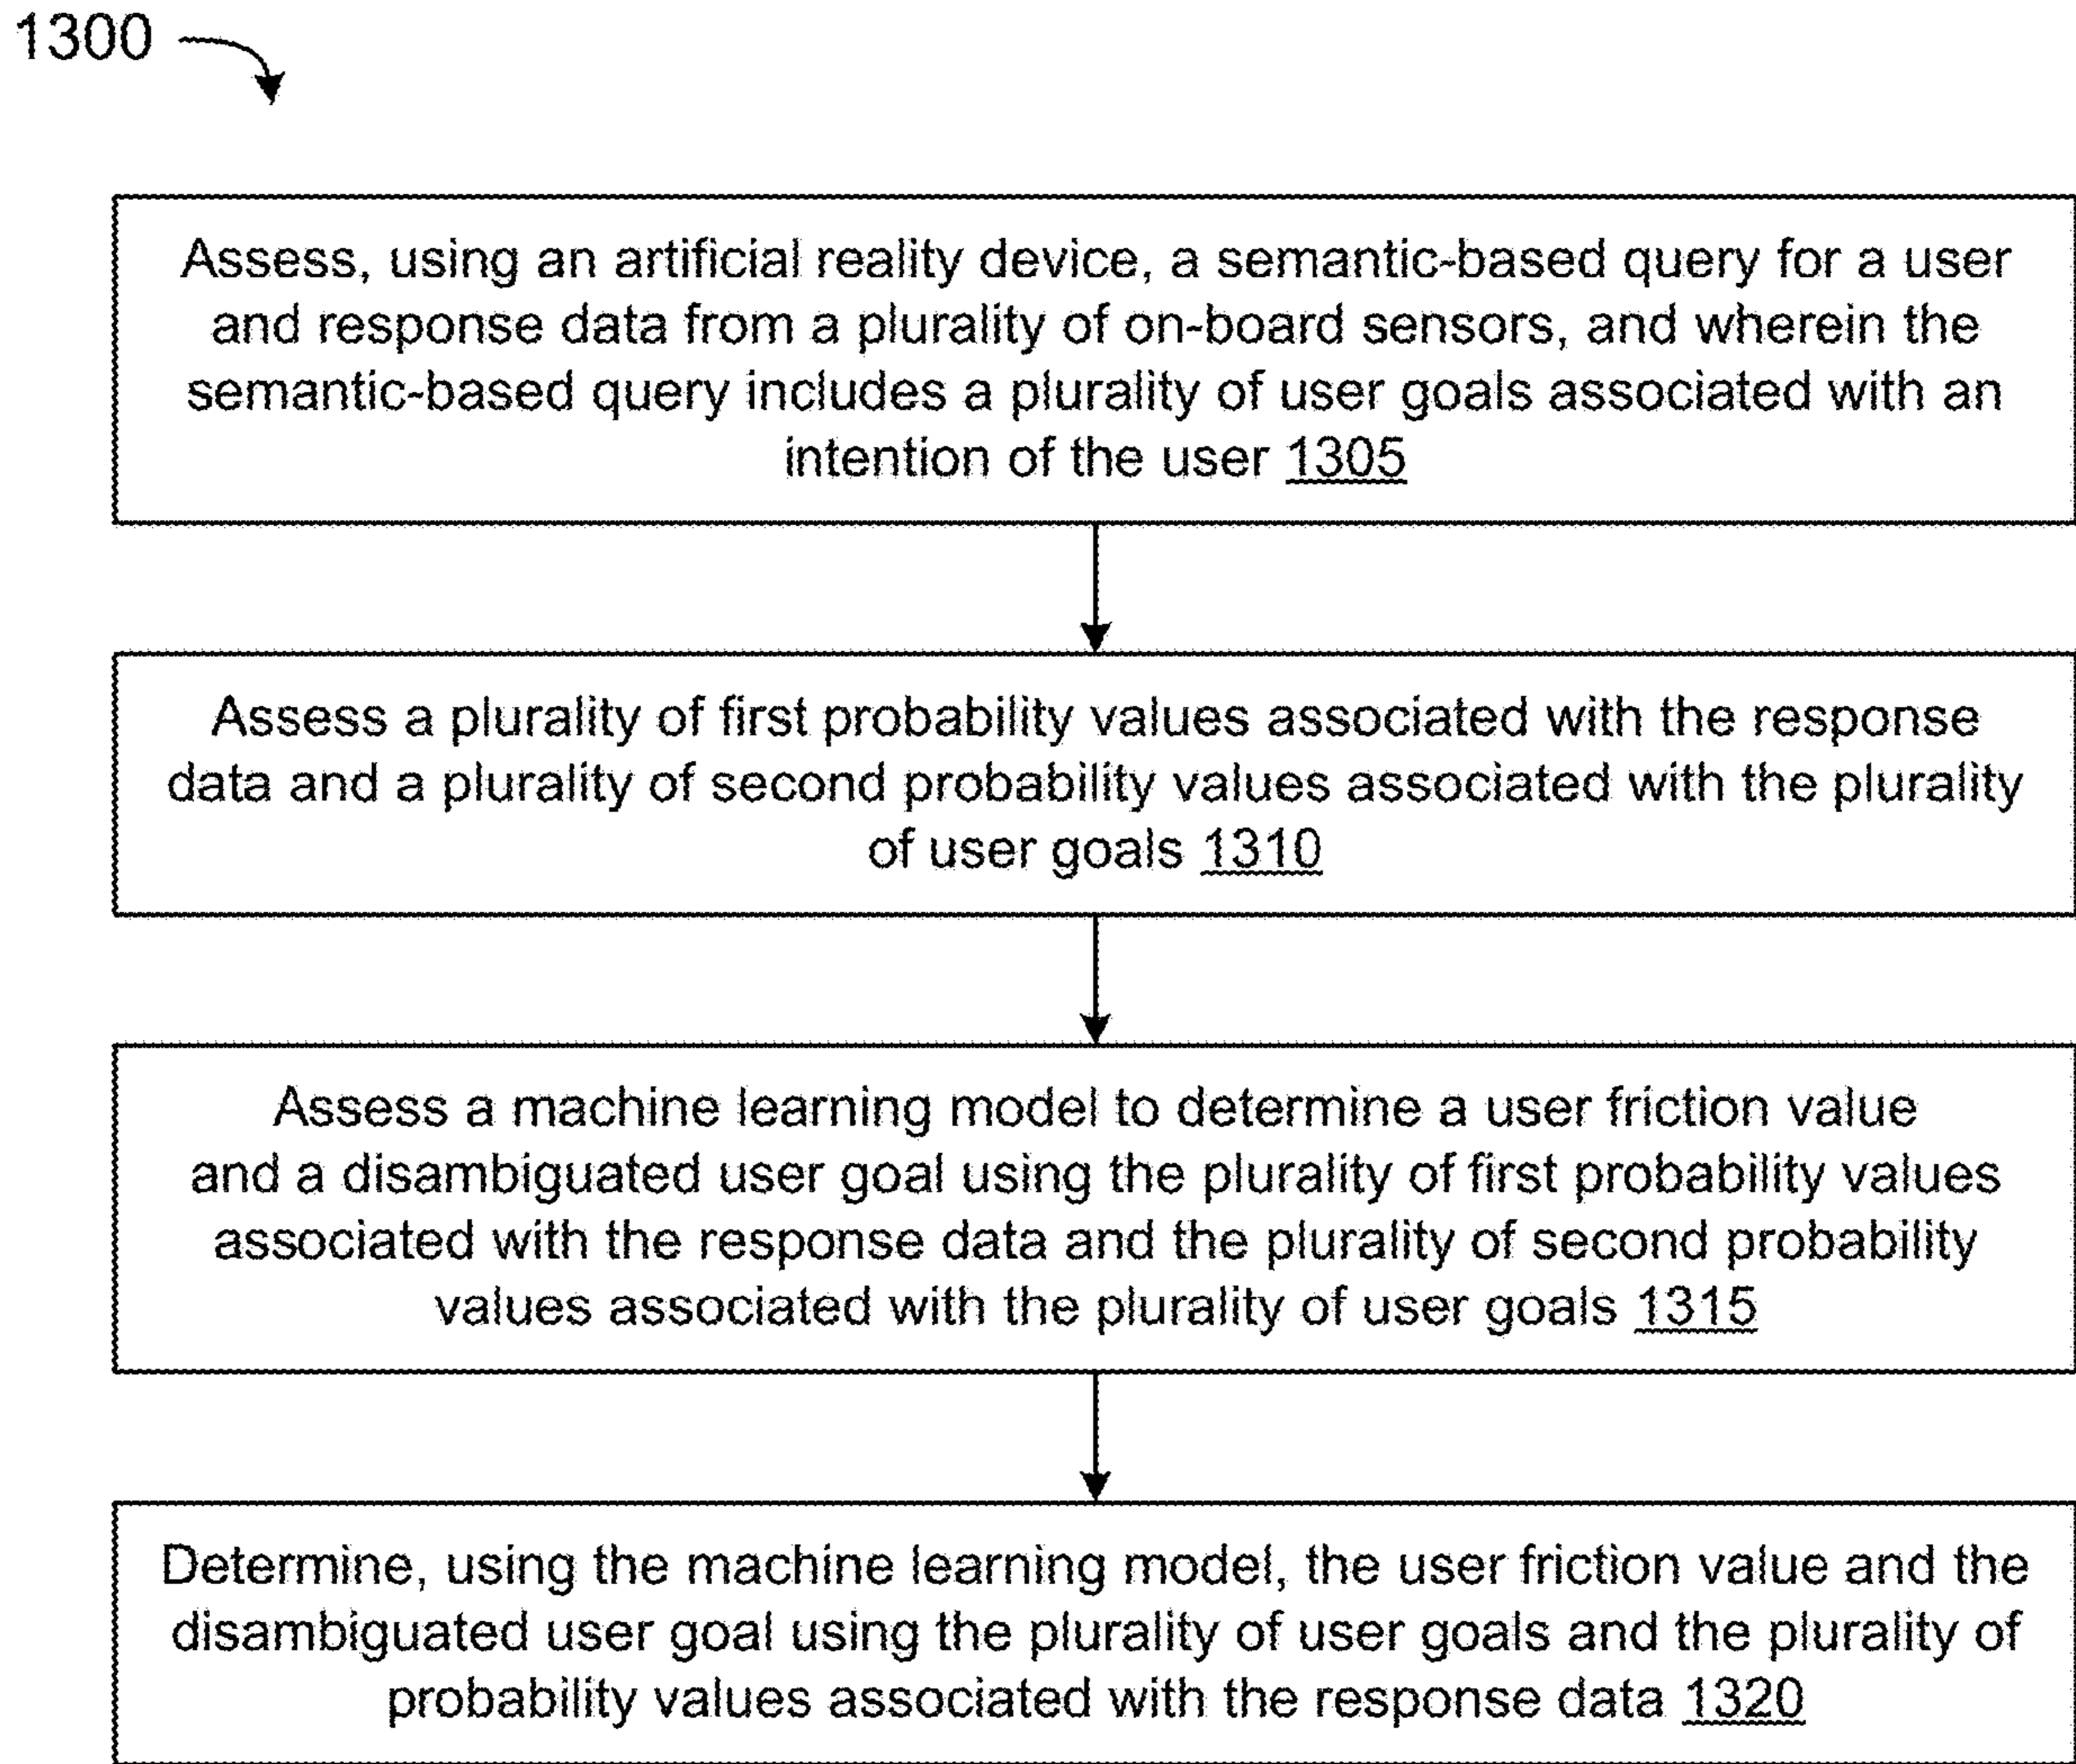 1300
Assess, using an artificial reality device, a semantic-based query for a user
and response data from a plurality of on-board sensors, and wherein the
semantic-based query includes a plurality of user goals associated with an
intention of the user 1305
Assess a plurality of first probability values associated with the response
data and a plurality of second probability values associated with the plurality
of user goals 1310
Assess a machine learning model to determine a user friction value
and a disambiguated user goal using the plurality of first probability values
associated with the response data and the plurality of second probability
values associated with the plurality of user goals 1315
Determine, using the machine learning model, the user friction value and the
disambiguated user goal using the plurality of user goals and the plurality of
probability values associated with the response data 1320